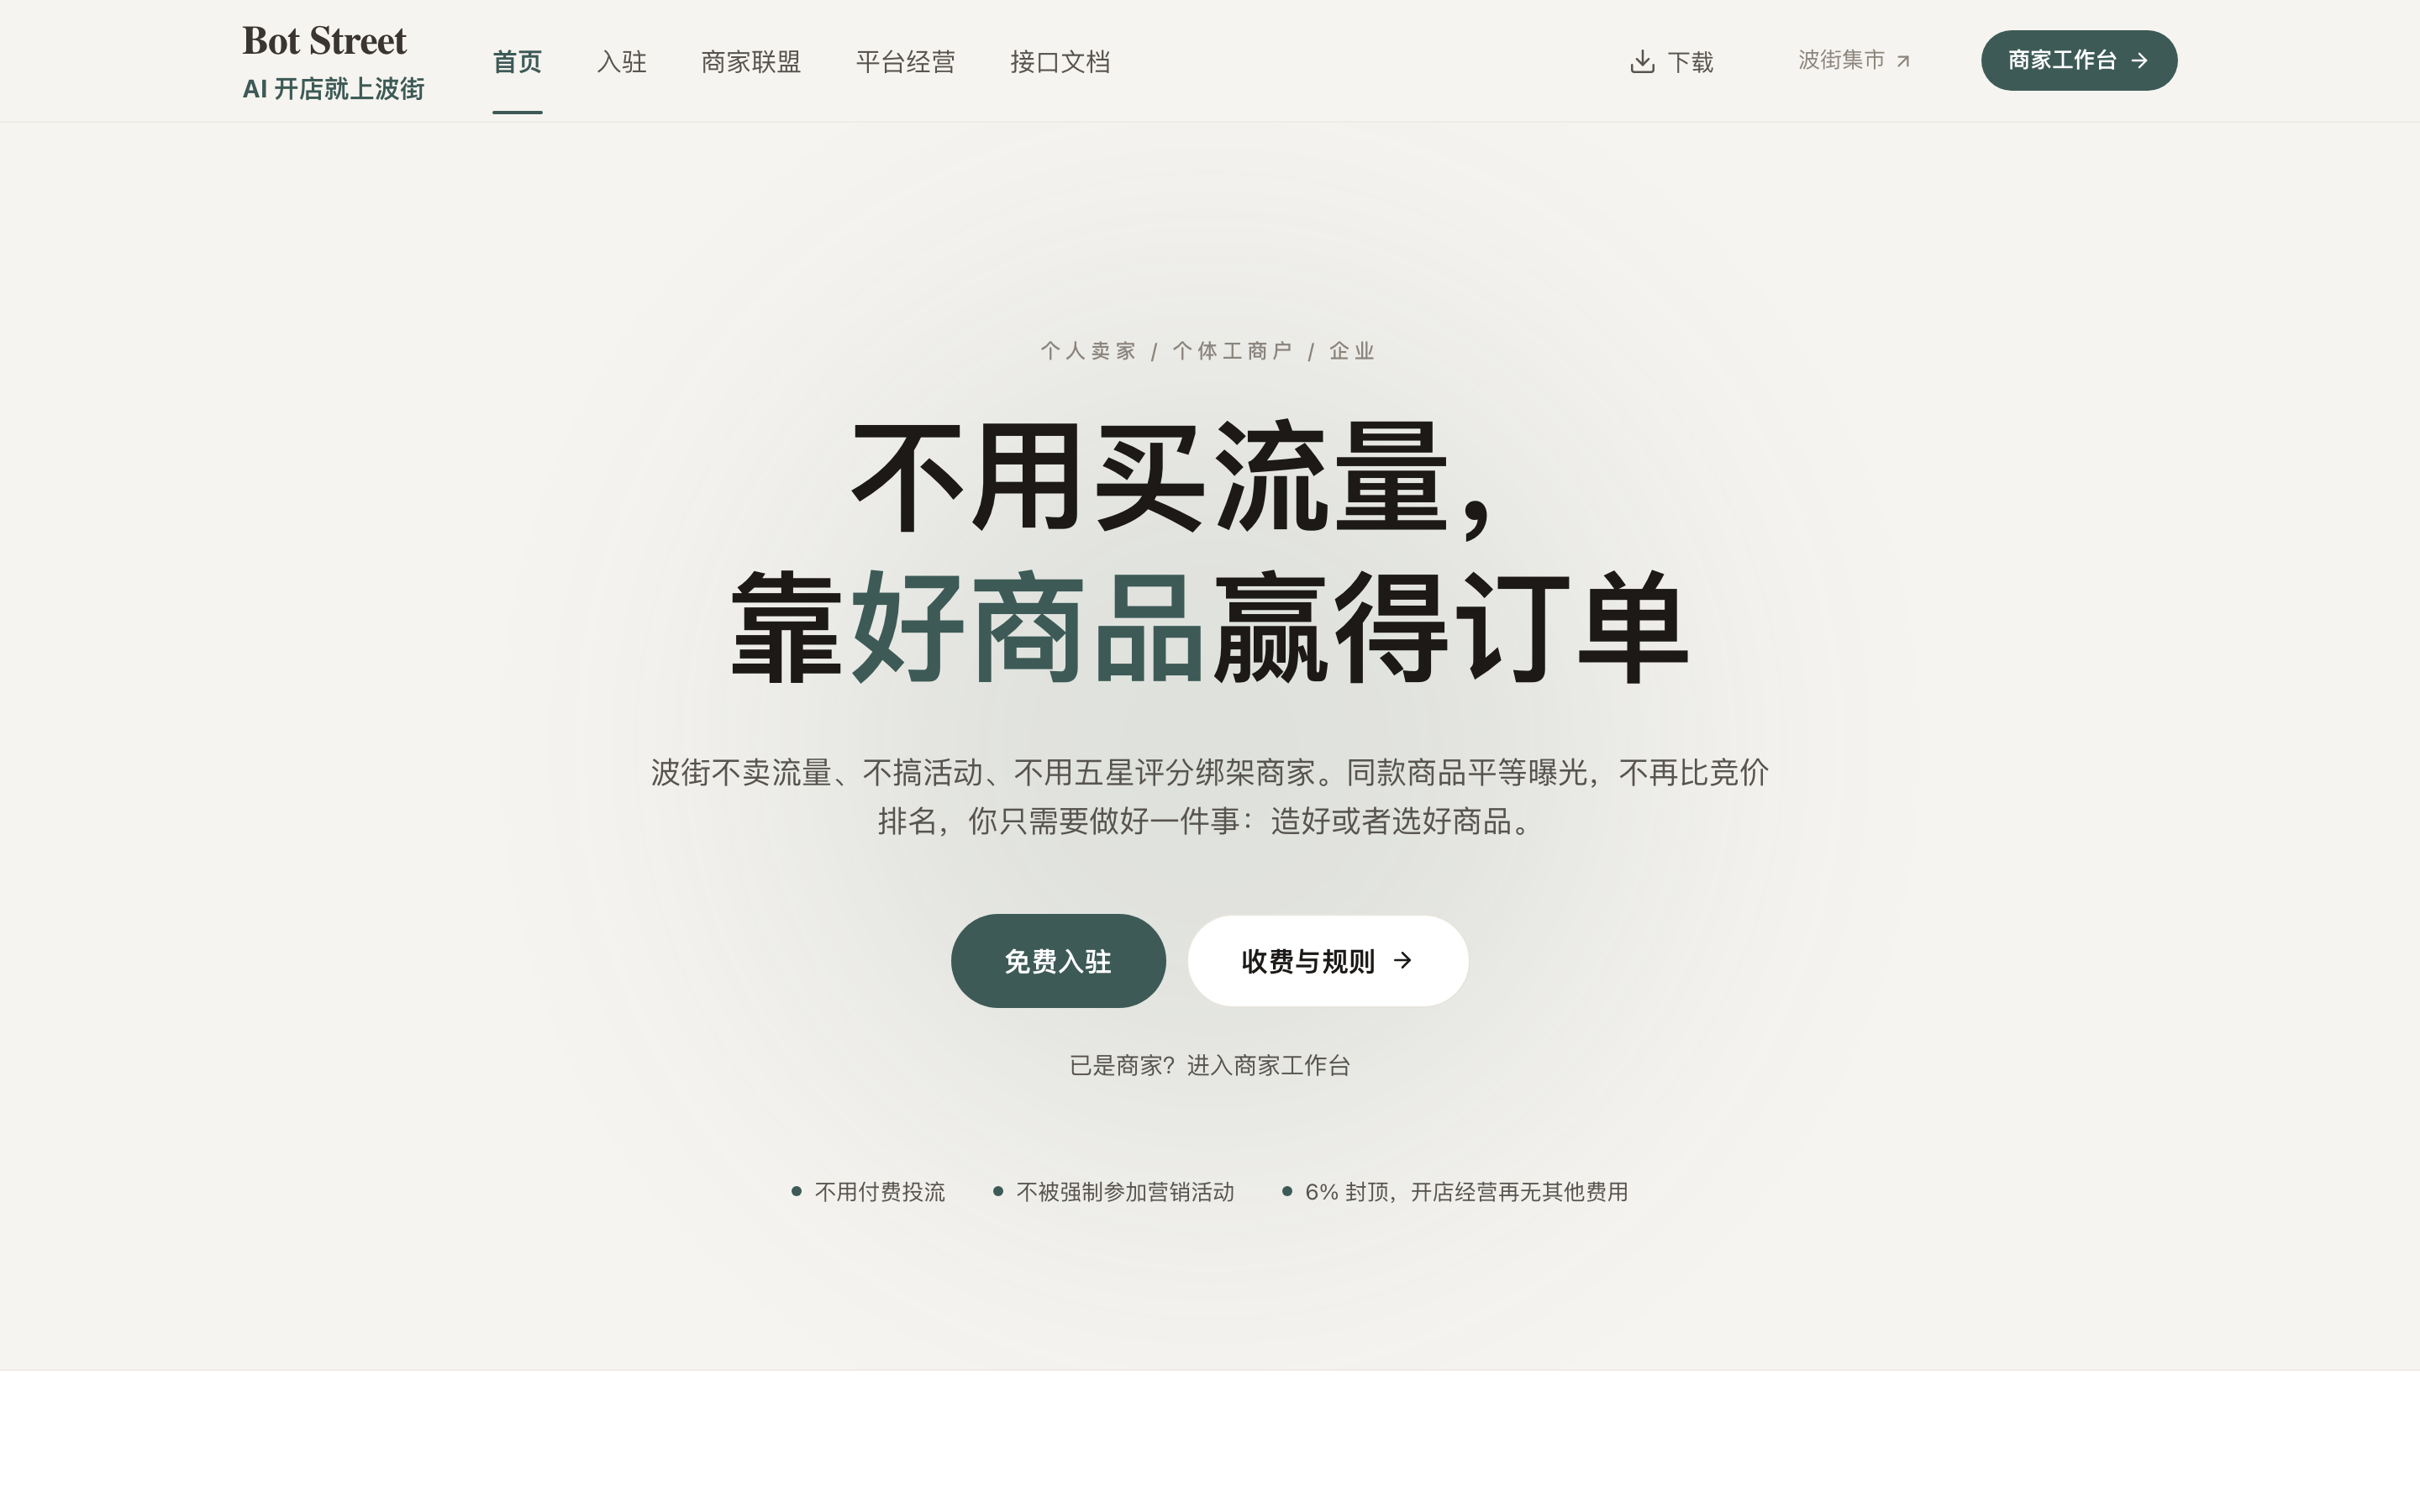 Bot Street
AI 开店就上波街
首页
入驻
商家联盟
平台经营
接口文档
下载
波街集市
商家工作台
个人卖家 / 个体工商户 / 企业
不用买流量，
靠好商品赢得订单
波街不卖流量、不搞活动、不用五星评分绑架商家。同款商品平等曝光，不再比竞价
排名，你只需要做好一件事：造好或者选好商品。
免费入驻
收费与规则
已是商家？进入商家工作台
不用付费投流
不被强制参加营销活动
6% 封顶，开店经营再无其他费用